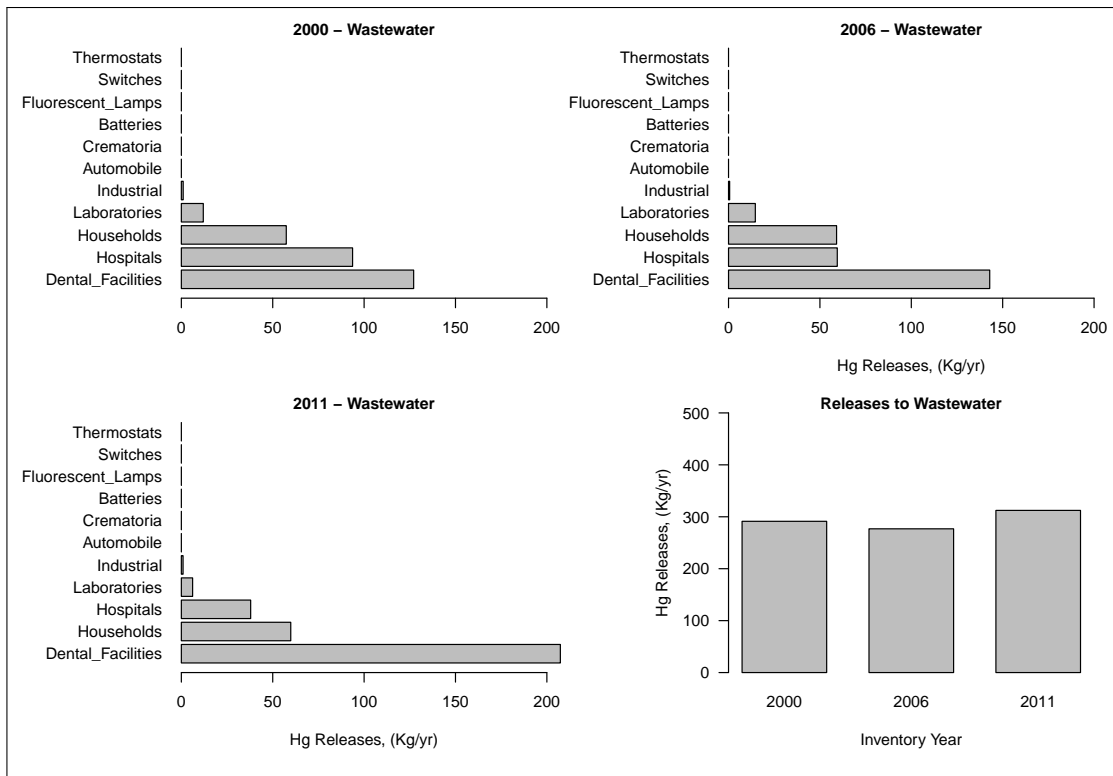 2000 – Wastewater
Thermostats
Switches
Fluorescent_Lamps
Batteries
Crematoria
Automobile
Industrial
Laboratories
Households
Hospitals
Dental_Facilities
0 50 100 150 200
2006 – Wastewater
Thermostats
Switches
Fluorescent_Lamps
Batteries
Crematoria
Automobile
Industrial
Laboratories
Households
Hospitals
Dental_Facilities
0 50 100 150 200
Hg Releases, (Kg/yr)
2011 – Wastewater
Thermostats
Switches
Fluorescent_Lamps
Batteries
Crematoria
Automobile
Industrial
Laboratories
Hospitals
Households
Dental_Facilities
0 50 100 150 200
Hg Releases, (Kg/yr)
Releases to Wastewater
Hg Releases, (Kg/yr)
500
400
300
200
100
0
2000 2006 2011
Inventory Year